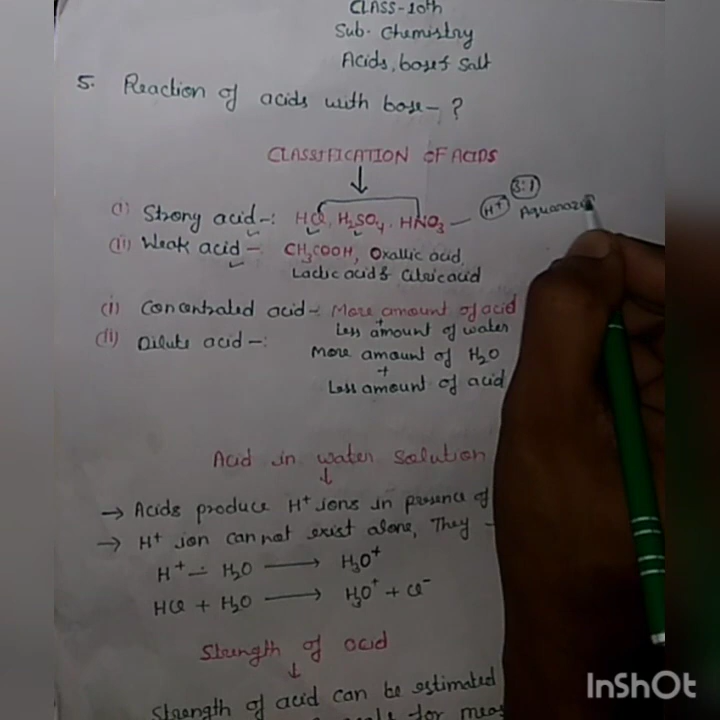 CLASS-10th
Sub- Chemistry
Acids, bases Salt
5. Reaction of acids with base- ?
CLASSIFICATION OF ACIDS
3:1
(i) Strong acid-: HCl, H₂SO₄, HNO₃ — H⁺
(ii) Weak acid-: CH₃COOH, Oxallic acid
Lactic acid & Citric acid
(i) Concentrated acid-: More amount of acid
+
Less amount of water
(ii) Dilute acid-: More amount of H₂O
+
Less amount of acid
Acid in water solution
→ Acids produce H⁺ ions in presence of
→ H⁺ ion cannot exist alone, They
H⁺ + H₂O → H₃O⁺
HCl + H₂O → H₃O⁺ + Cl⁻
Strength of acid
Strength of acid can be estimated
for
InShOt